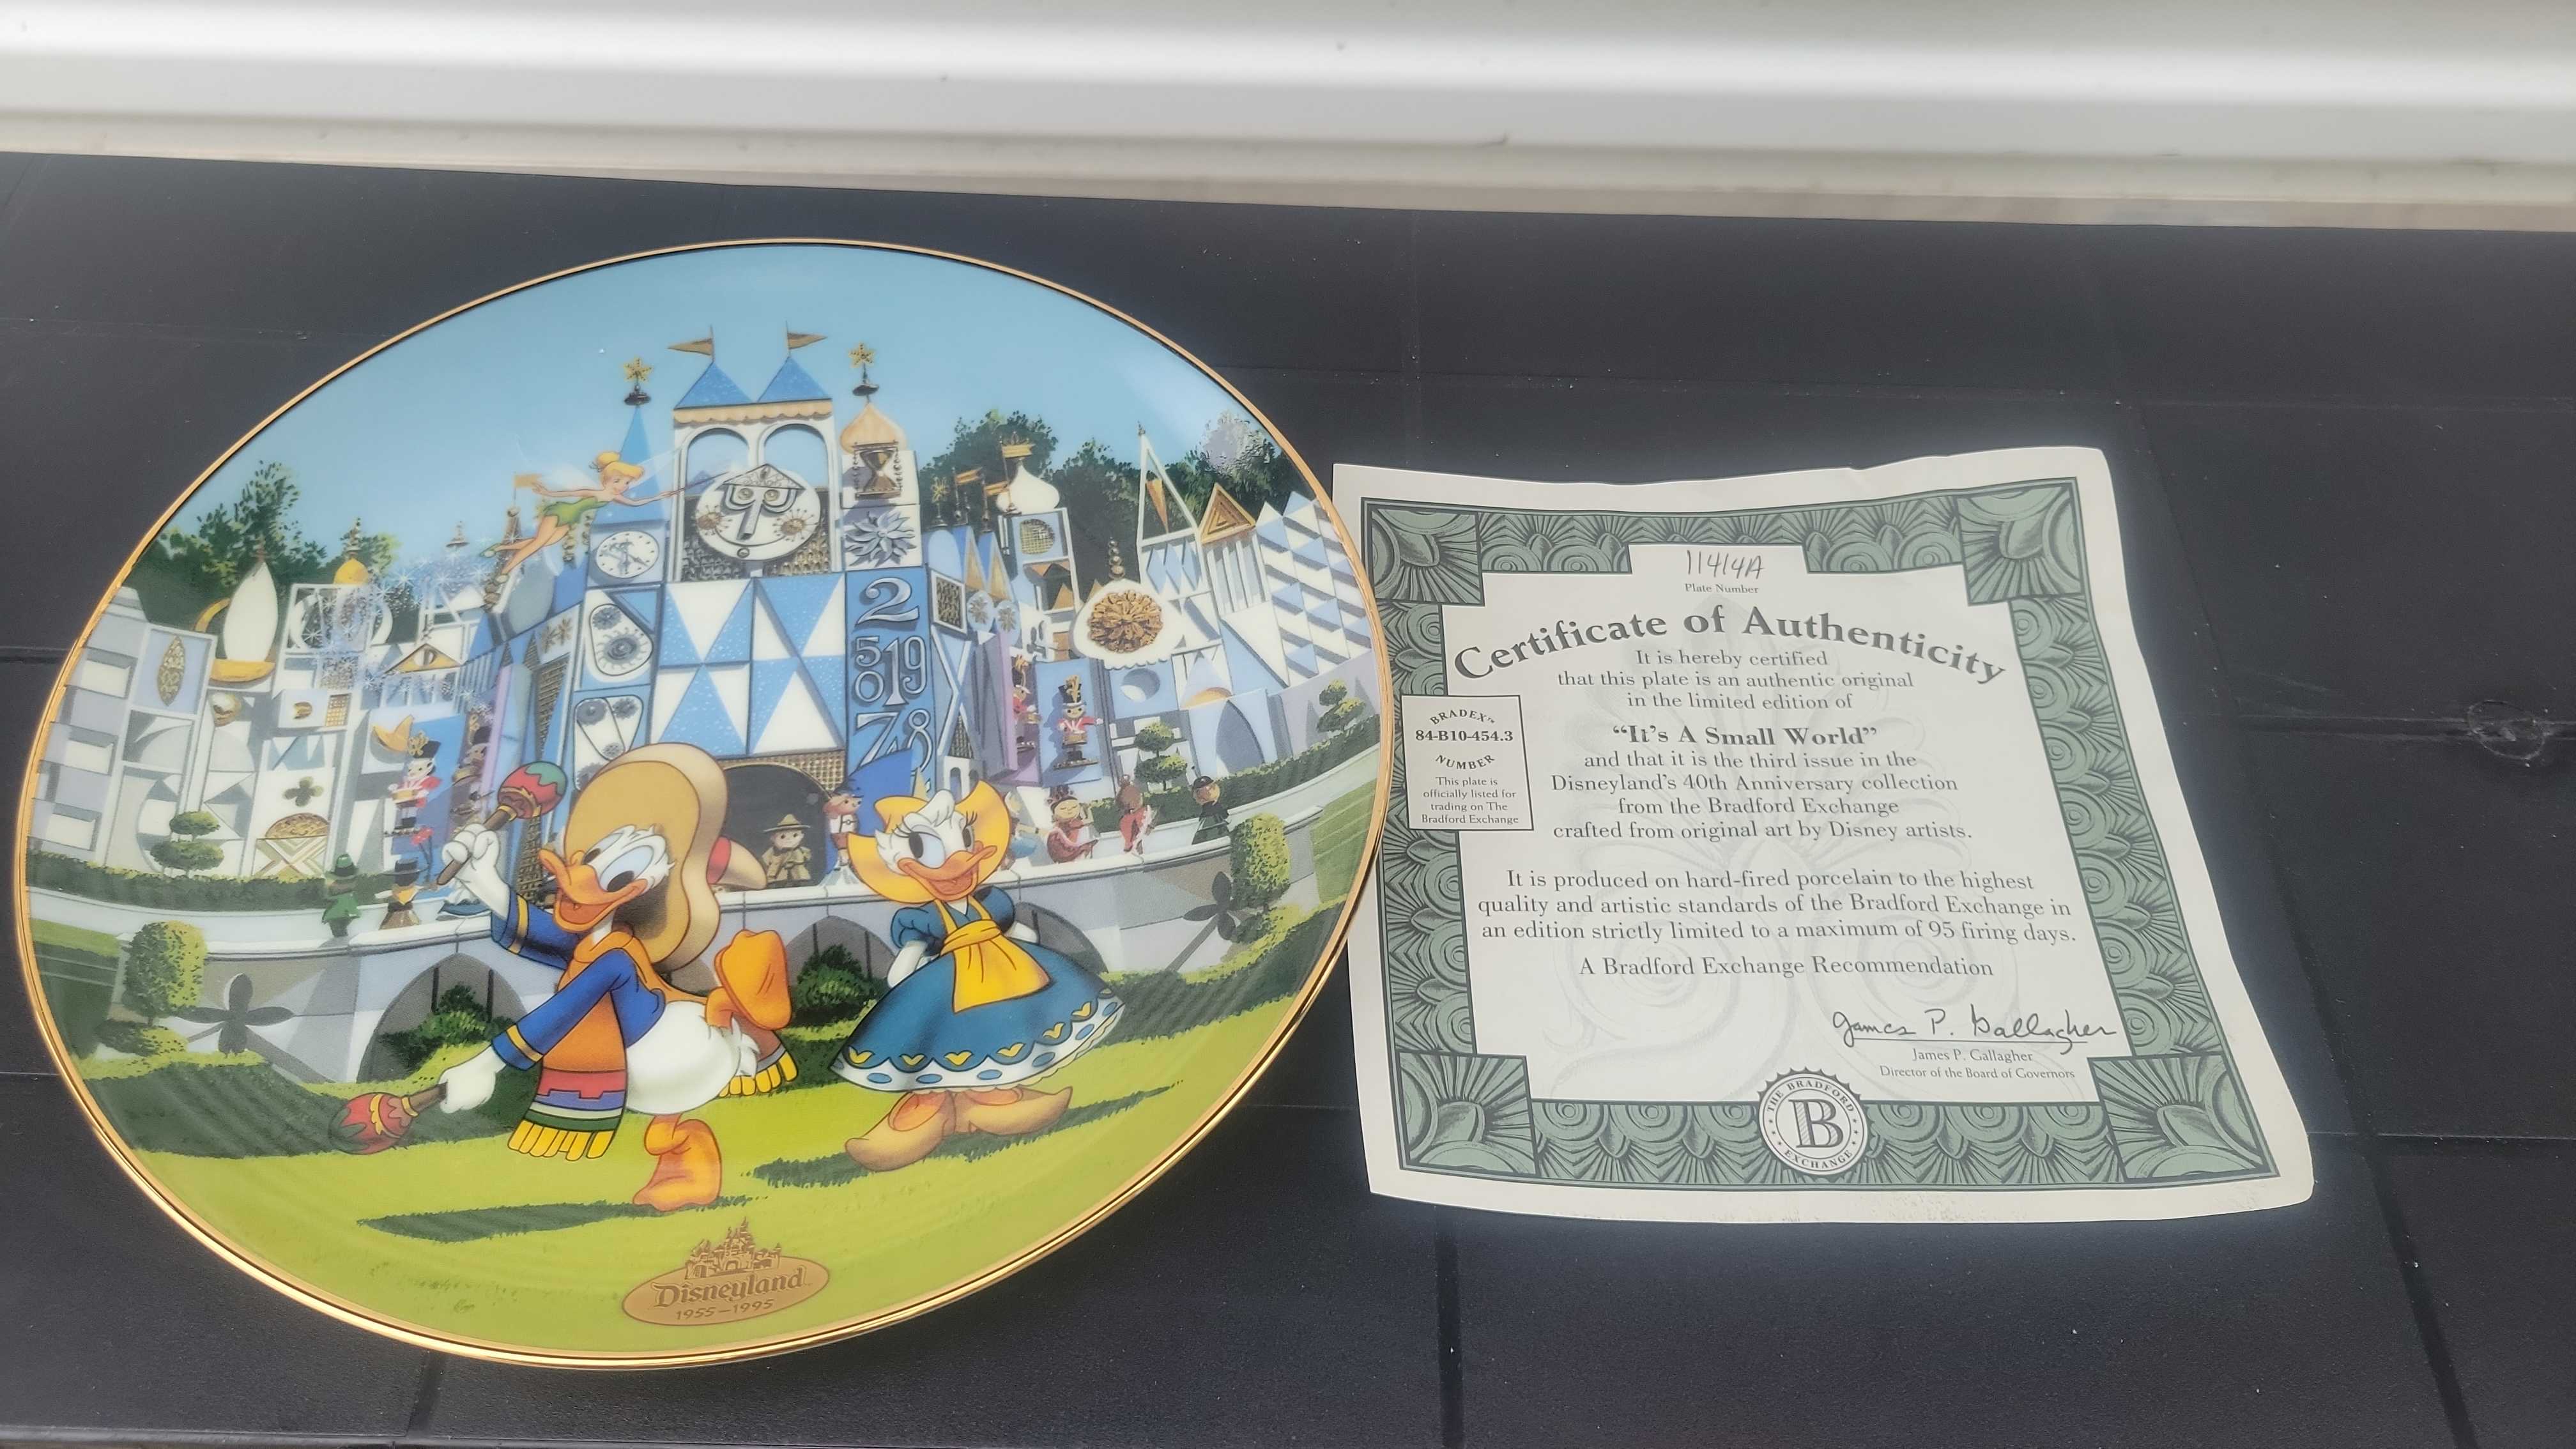 2
5 19
0
7 8
Disneyland
1955–1995
11414A
Plate Number
Certificate of Authenticity
It is hereby certified
that this plate is an authentic original
in the limited edition of
“It's A Small World”
and that it is the third issue in the
Disneyland's 40th Anniversary collection
from the Bradford Exchange
crafted from original art by Disney artists.
BRADEX™
84-B10-454.3
NUMBER
This plate is
officially listed for
trading on The
Bradford Exchange
It is produced on hard-fired porcelain to the highest
quality and artistic standards of the Bradford Exchange in
an edition strictly limited to a maximum of 95 firing days.
A Bradford Exchange Recommendation
James P. Gallagher
James P. Gallagher
Director of the Board of Governors
THE BRADFORD
B
EXCHANGE